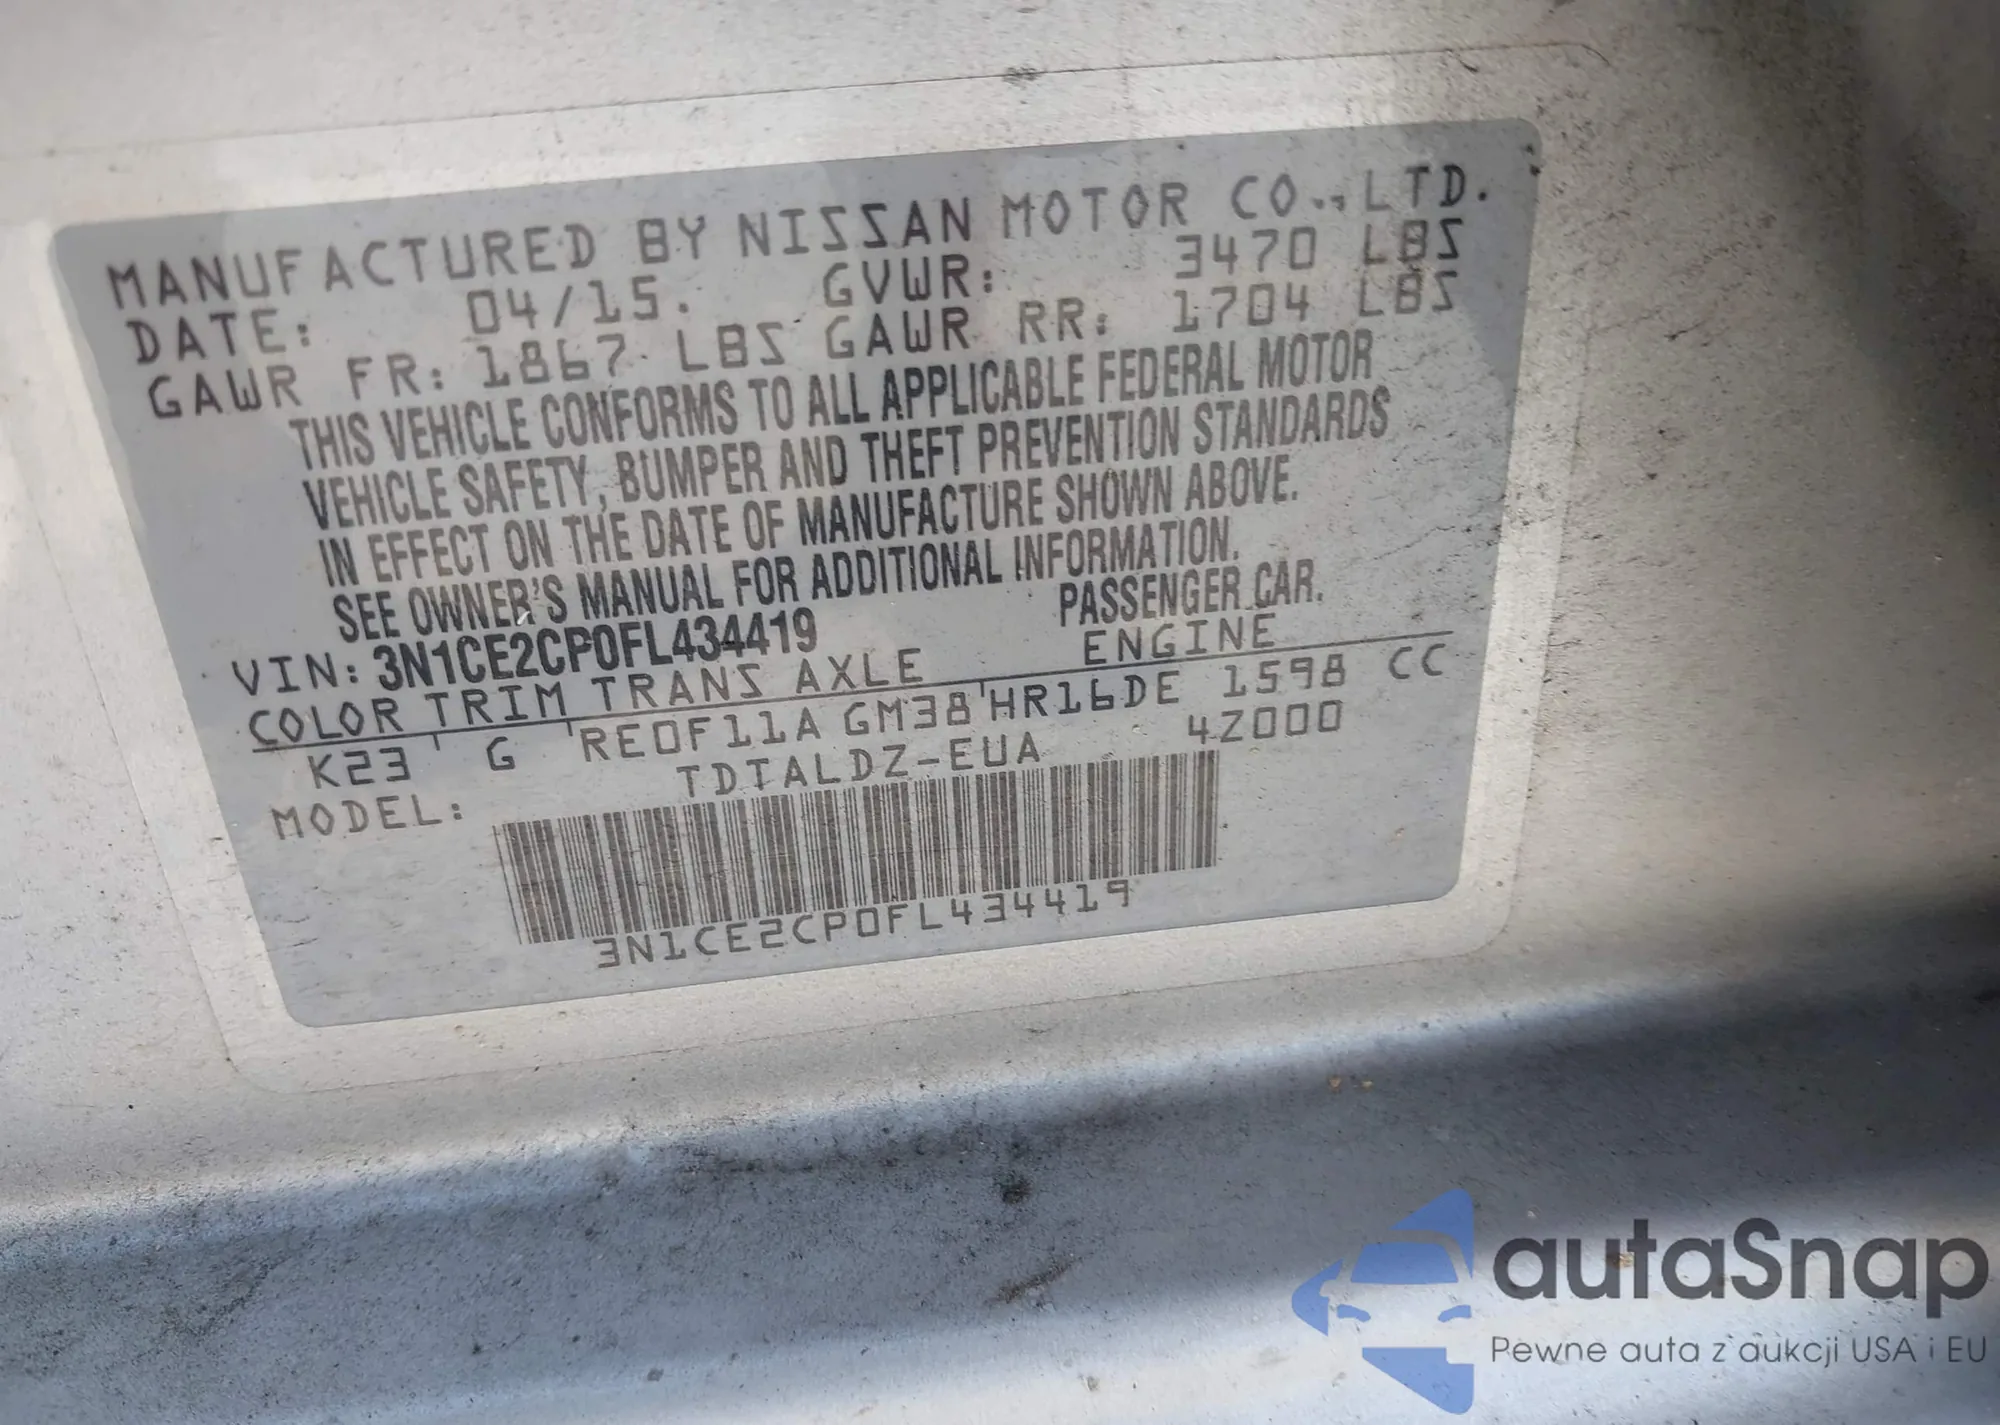 MANUFACTURED BY NISSAN MOTOR CO., LTD.
DATE: 04/15. GVWR: 3470 LBS
GAWR FR: 1867 LBS GAWR RR: 1704 LBS
THIS VEHICLE CONFORMS TO ALL APPLICABLE FEDERAL MOTOR
VEHICLE SAFETY, BUMPER AND THEFT PREVENTION STANDARDS
IN EFFECT ON THE DATE OF MANUFACTURE SHOWN ABOVE.
SEE OWNER'S MANUAL FOR ADDITIONAL INFORMATION.
VIN: 3N1CE2CP0FL434419 PASSENGER CAR.
COLOR TRIM TRANS AXLE ENGINE
K23 G RE0F11A GM38 HR16DE 1598 CC
MODEL: TDTALDZ-EUA 4Z000
3N1CE2CP0FL434419
autaSnap
Pewne auta z aukcji USA i EU